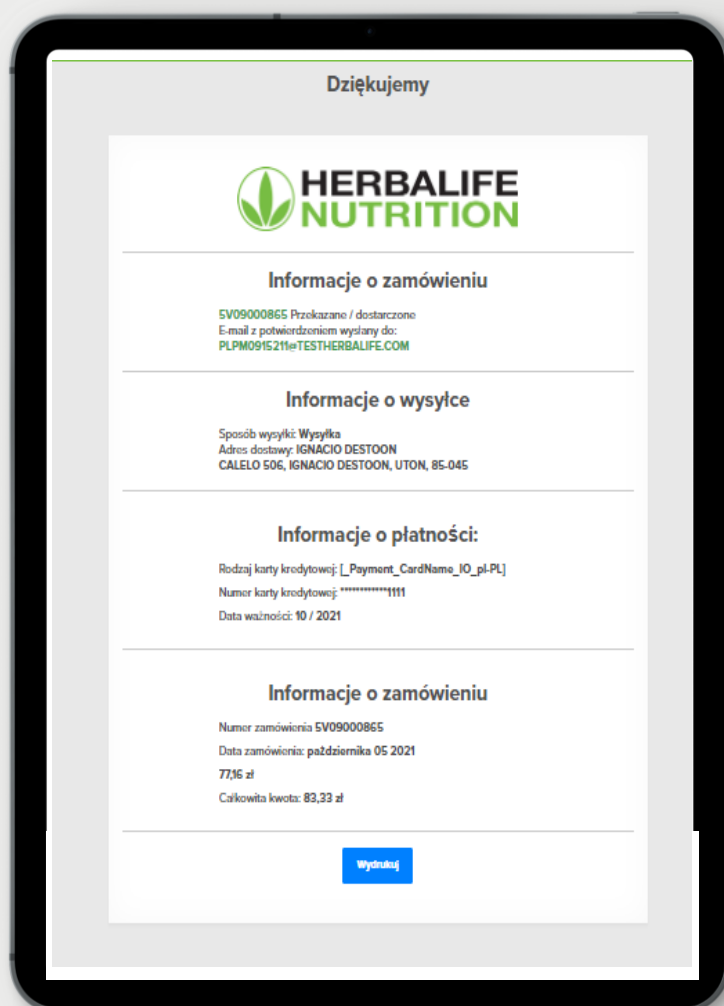 Dziękujemy
HERBALIFE
NUTRITION
Informacje o zamówieniu
5V09000865 Przekazane / dostarczone
E-mail z potwierdzeniem wysłany do:
PLPM0915211@TESTHERBALIFE.COM
Informacje o wysyłce
Sposób wysyłki: Wysyłka
Adres dostawy: IGNACIO DESTOON
CALELO 506, IGNACIO DESTOON, UTON, 85-045
Informacje o płatności:
Rodzaj karty kredytowej: [_Payment_CardName_IO_pl-PL]
Numer karty kredytowej: ************1111
Data ważności: 10 / 2021
Informacje o zamówieniu
Numer zamówienia 5V09000865
Data zamówienia: października 05 2021
77,16 zł
Całkowita kwota: 83,33 zł
Wydrukuj